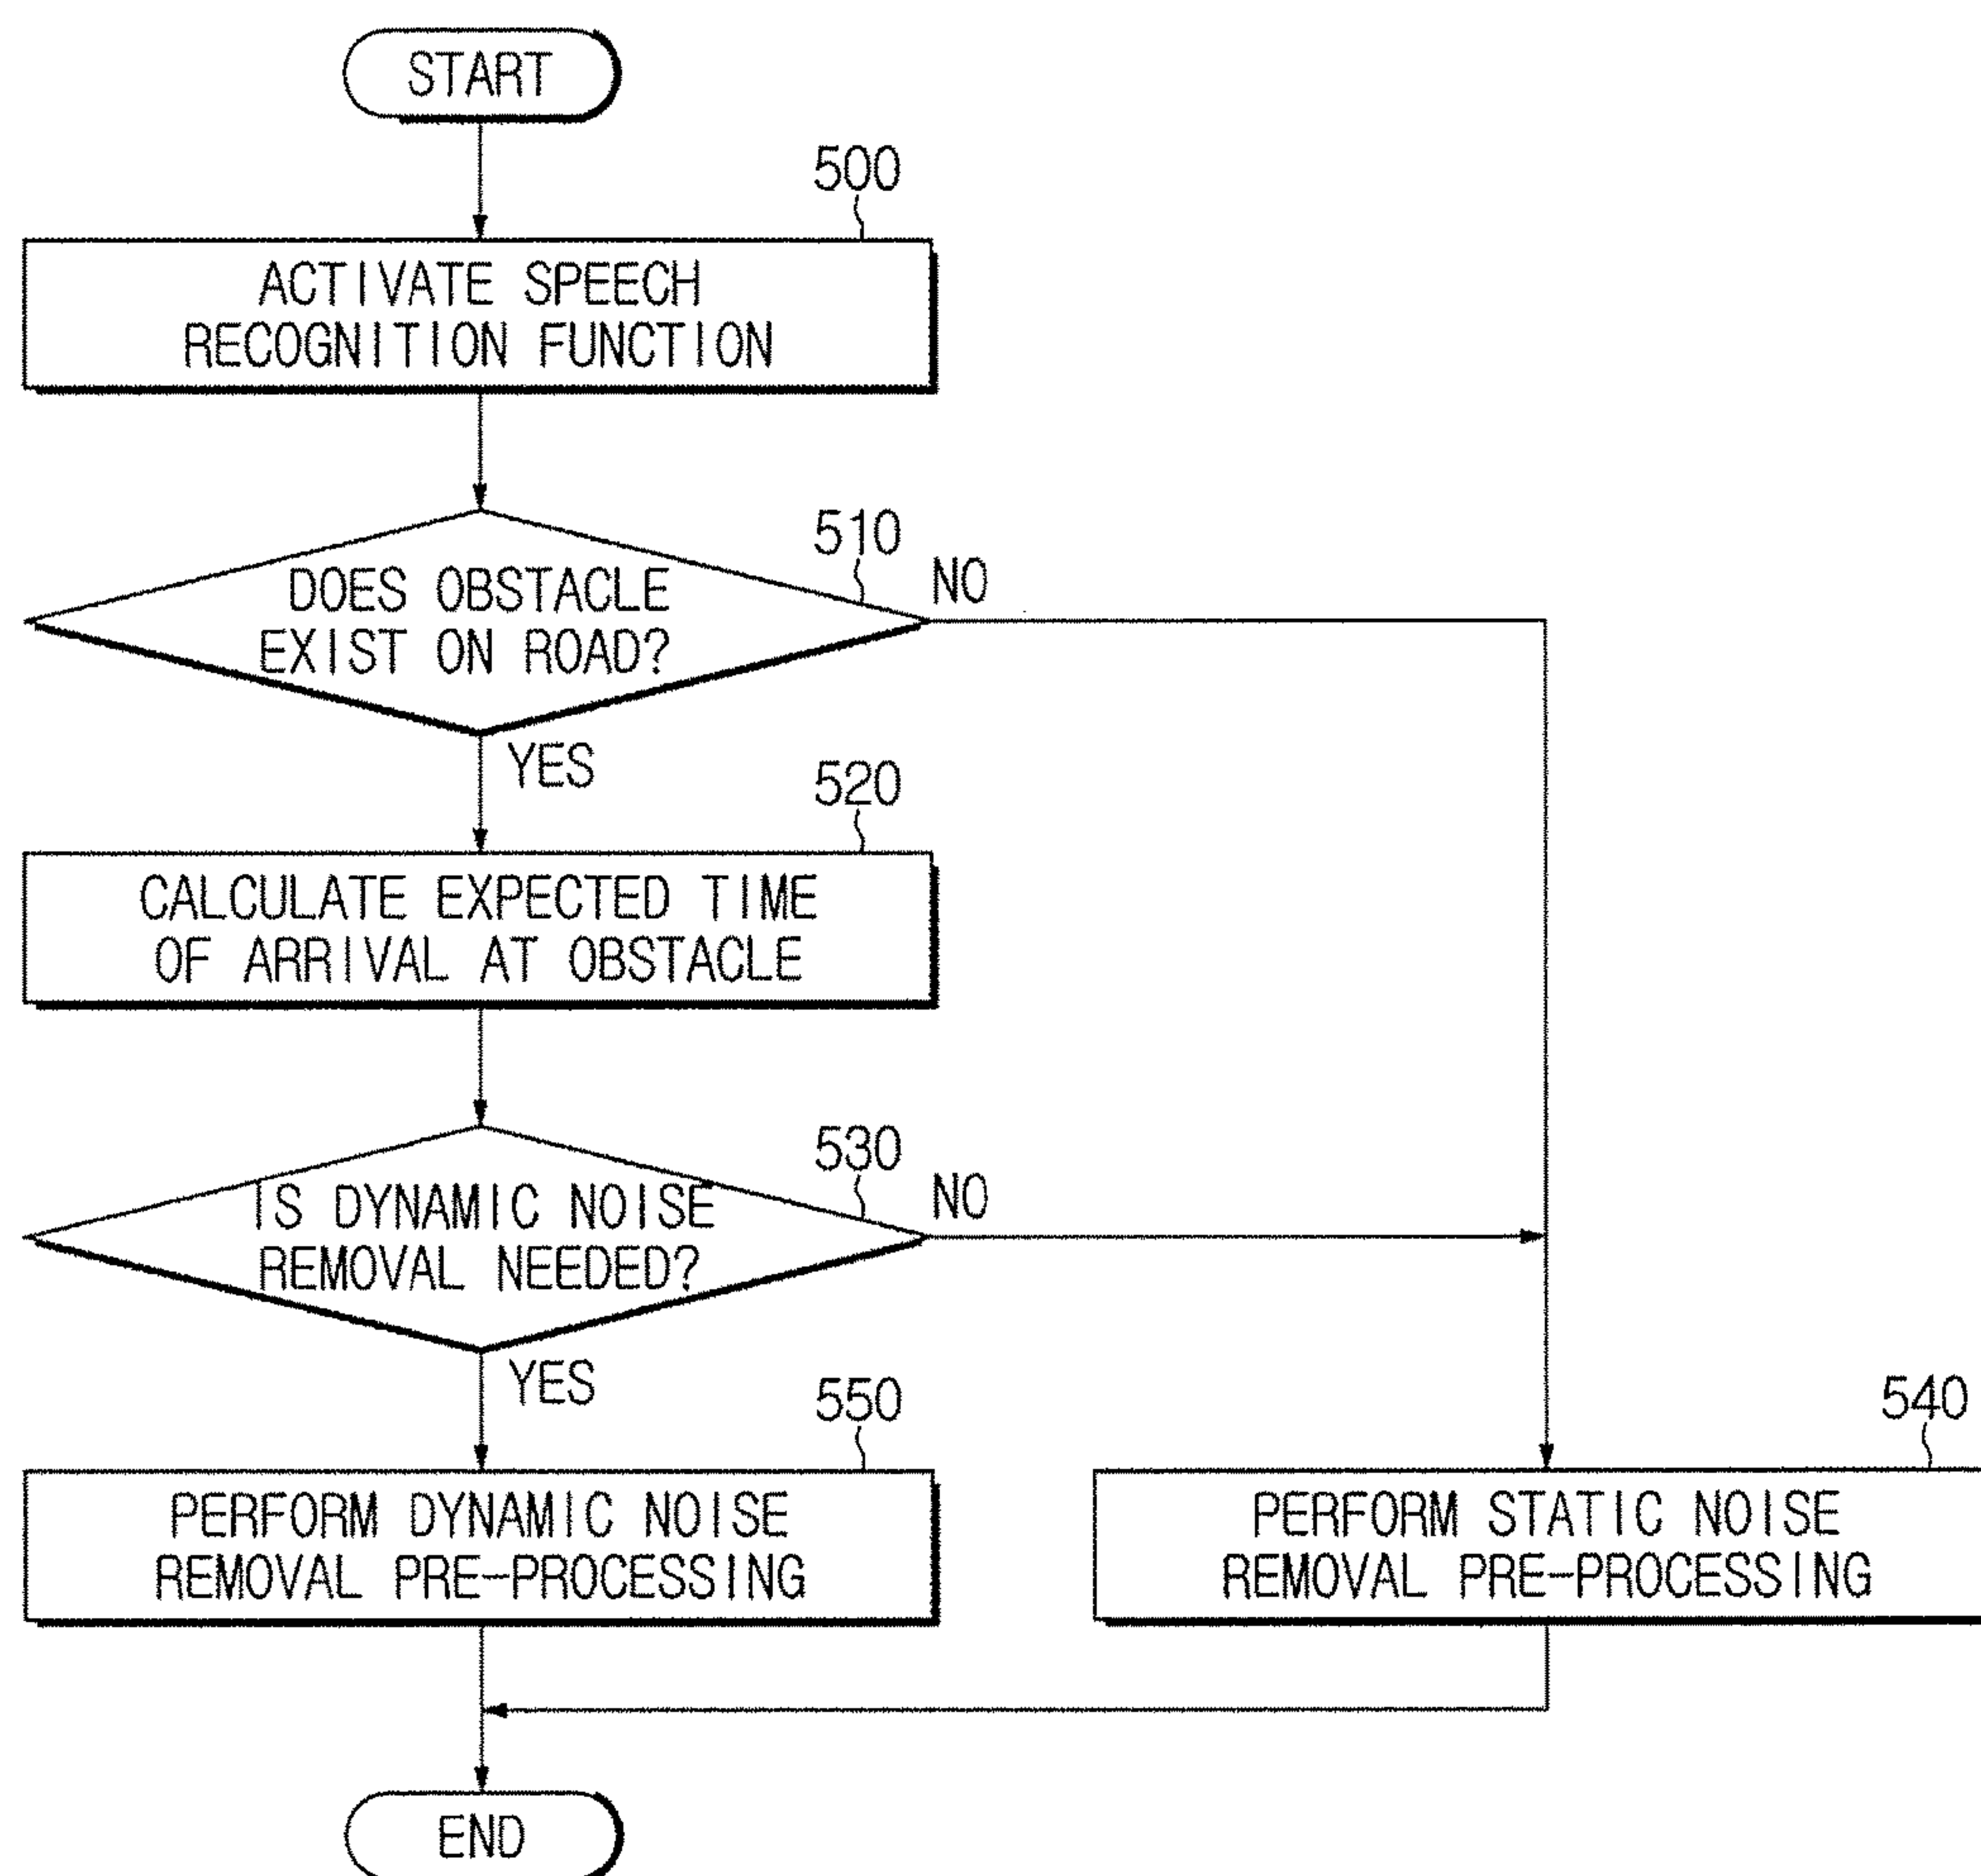 START
500
ACTIVATE SPEECH
RECOGNITION FUNCTION
510
DOES OBSTACLE
EXIST ON ROAD?
NO
YES
520
CALCULATE EXPECTED TIME
OF ARRIVAL AT OBSTACLE
530
IS DYNAMIC NOISE
REMOVAL NEEDED?
NO
YES
550
PERFORM DYNAMIC NOISE
REMOVAL PRE-PROCESSING
540
PERFORM STATIC NOISE
REMOVAL PRE-PROCESSING
END